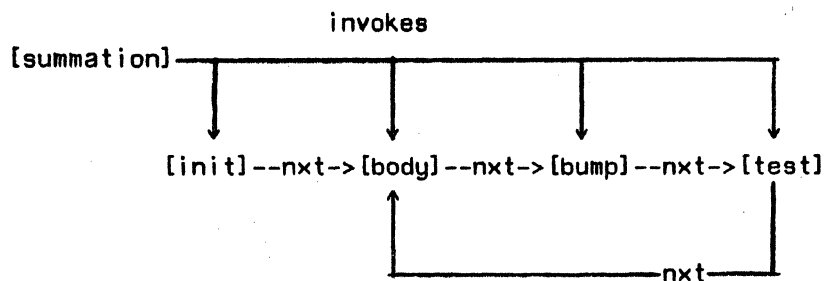 invokes
[summation]
[init]--nxt->[body]--nxt->[bump]--nxt->[test]
nxt